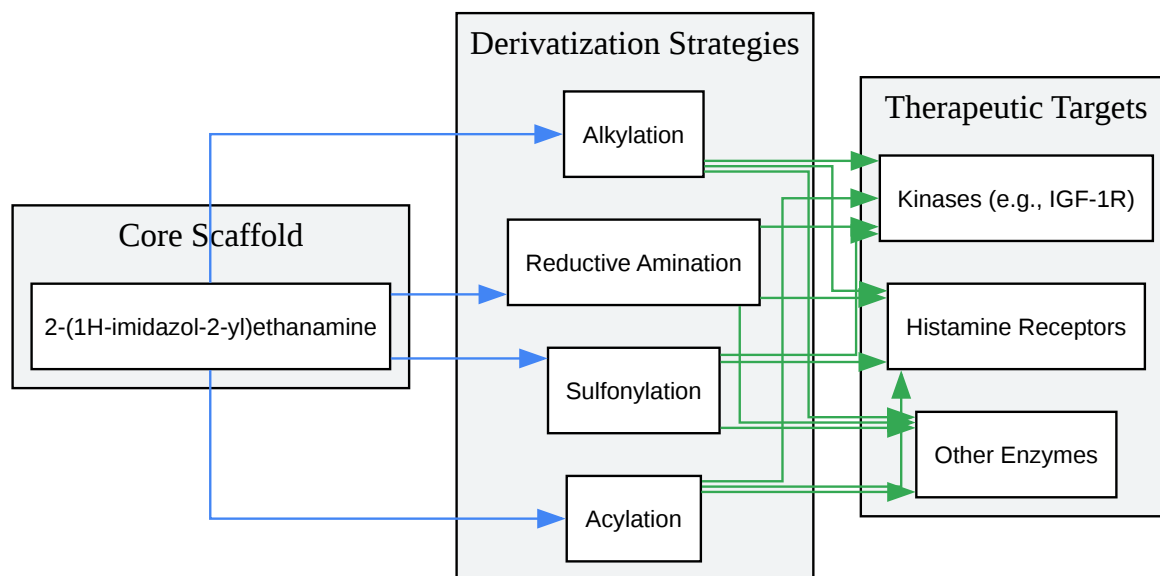 Core Scaffold
2-(1H-imidazol-2-yl)ethanamine
Derivatization Strategies
Alkylation
Reductive Amination
Sulfonylation
Acylation
Therapeutic Targets
Kinases (e.g., IGF-1R)
Histamine Receptors
Other Enzymes